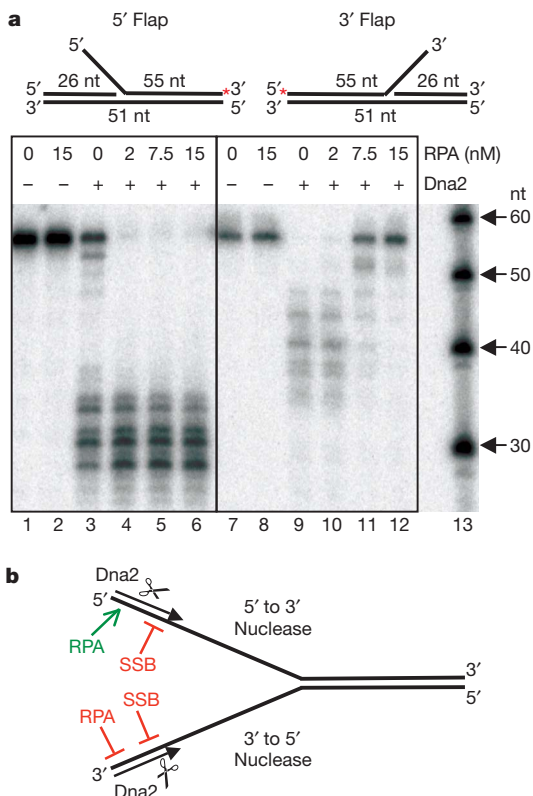 a
5′ Flap 3′ Flap
5′ 3′
26 nt 55 nt 55 nt 26 nt
5′ *3′ 5′* 3′
3′ 5′ 3′ 5′
51 nt 51 nt
0 15 0 2 7.5 15 0 15 0 2 7.5 15 RPA (nM)
– – + + + + – – + + + + Dna2
nt
60
50
40
30
1 2 3 4 5 6 7 8 9 10 11 12 13
b
Dna2
5′ 5′ to 3′
Nuclease
RPA
SSB
3′
5′
SSB
RPA
3′ to 5′
Nuclease
3′
Dna2